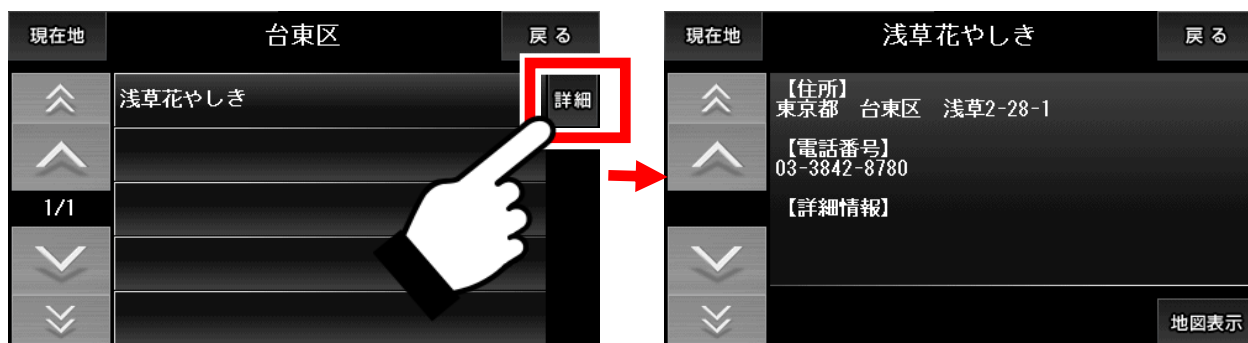 現在地
台東区
戻る
浅草花やしき
詳細
1/1
現在地
浅草花やしき
戻る
【住所】
東京都　台東区　浅草2-28-1
【電話番号】
03-3842-8780
【詳細情報】
地図表示